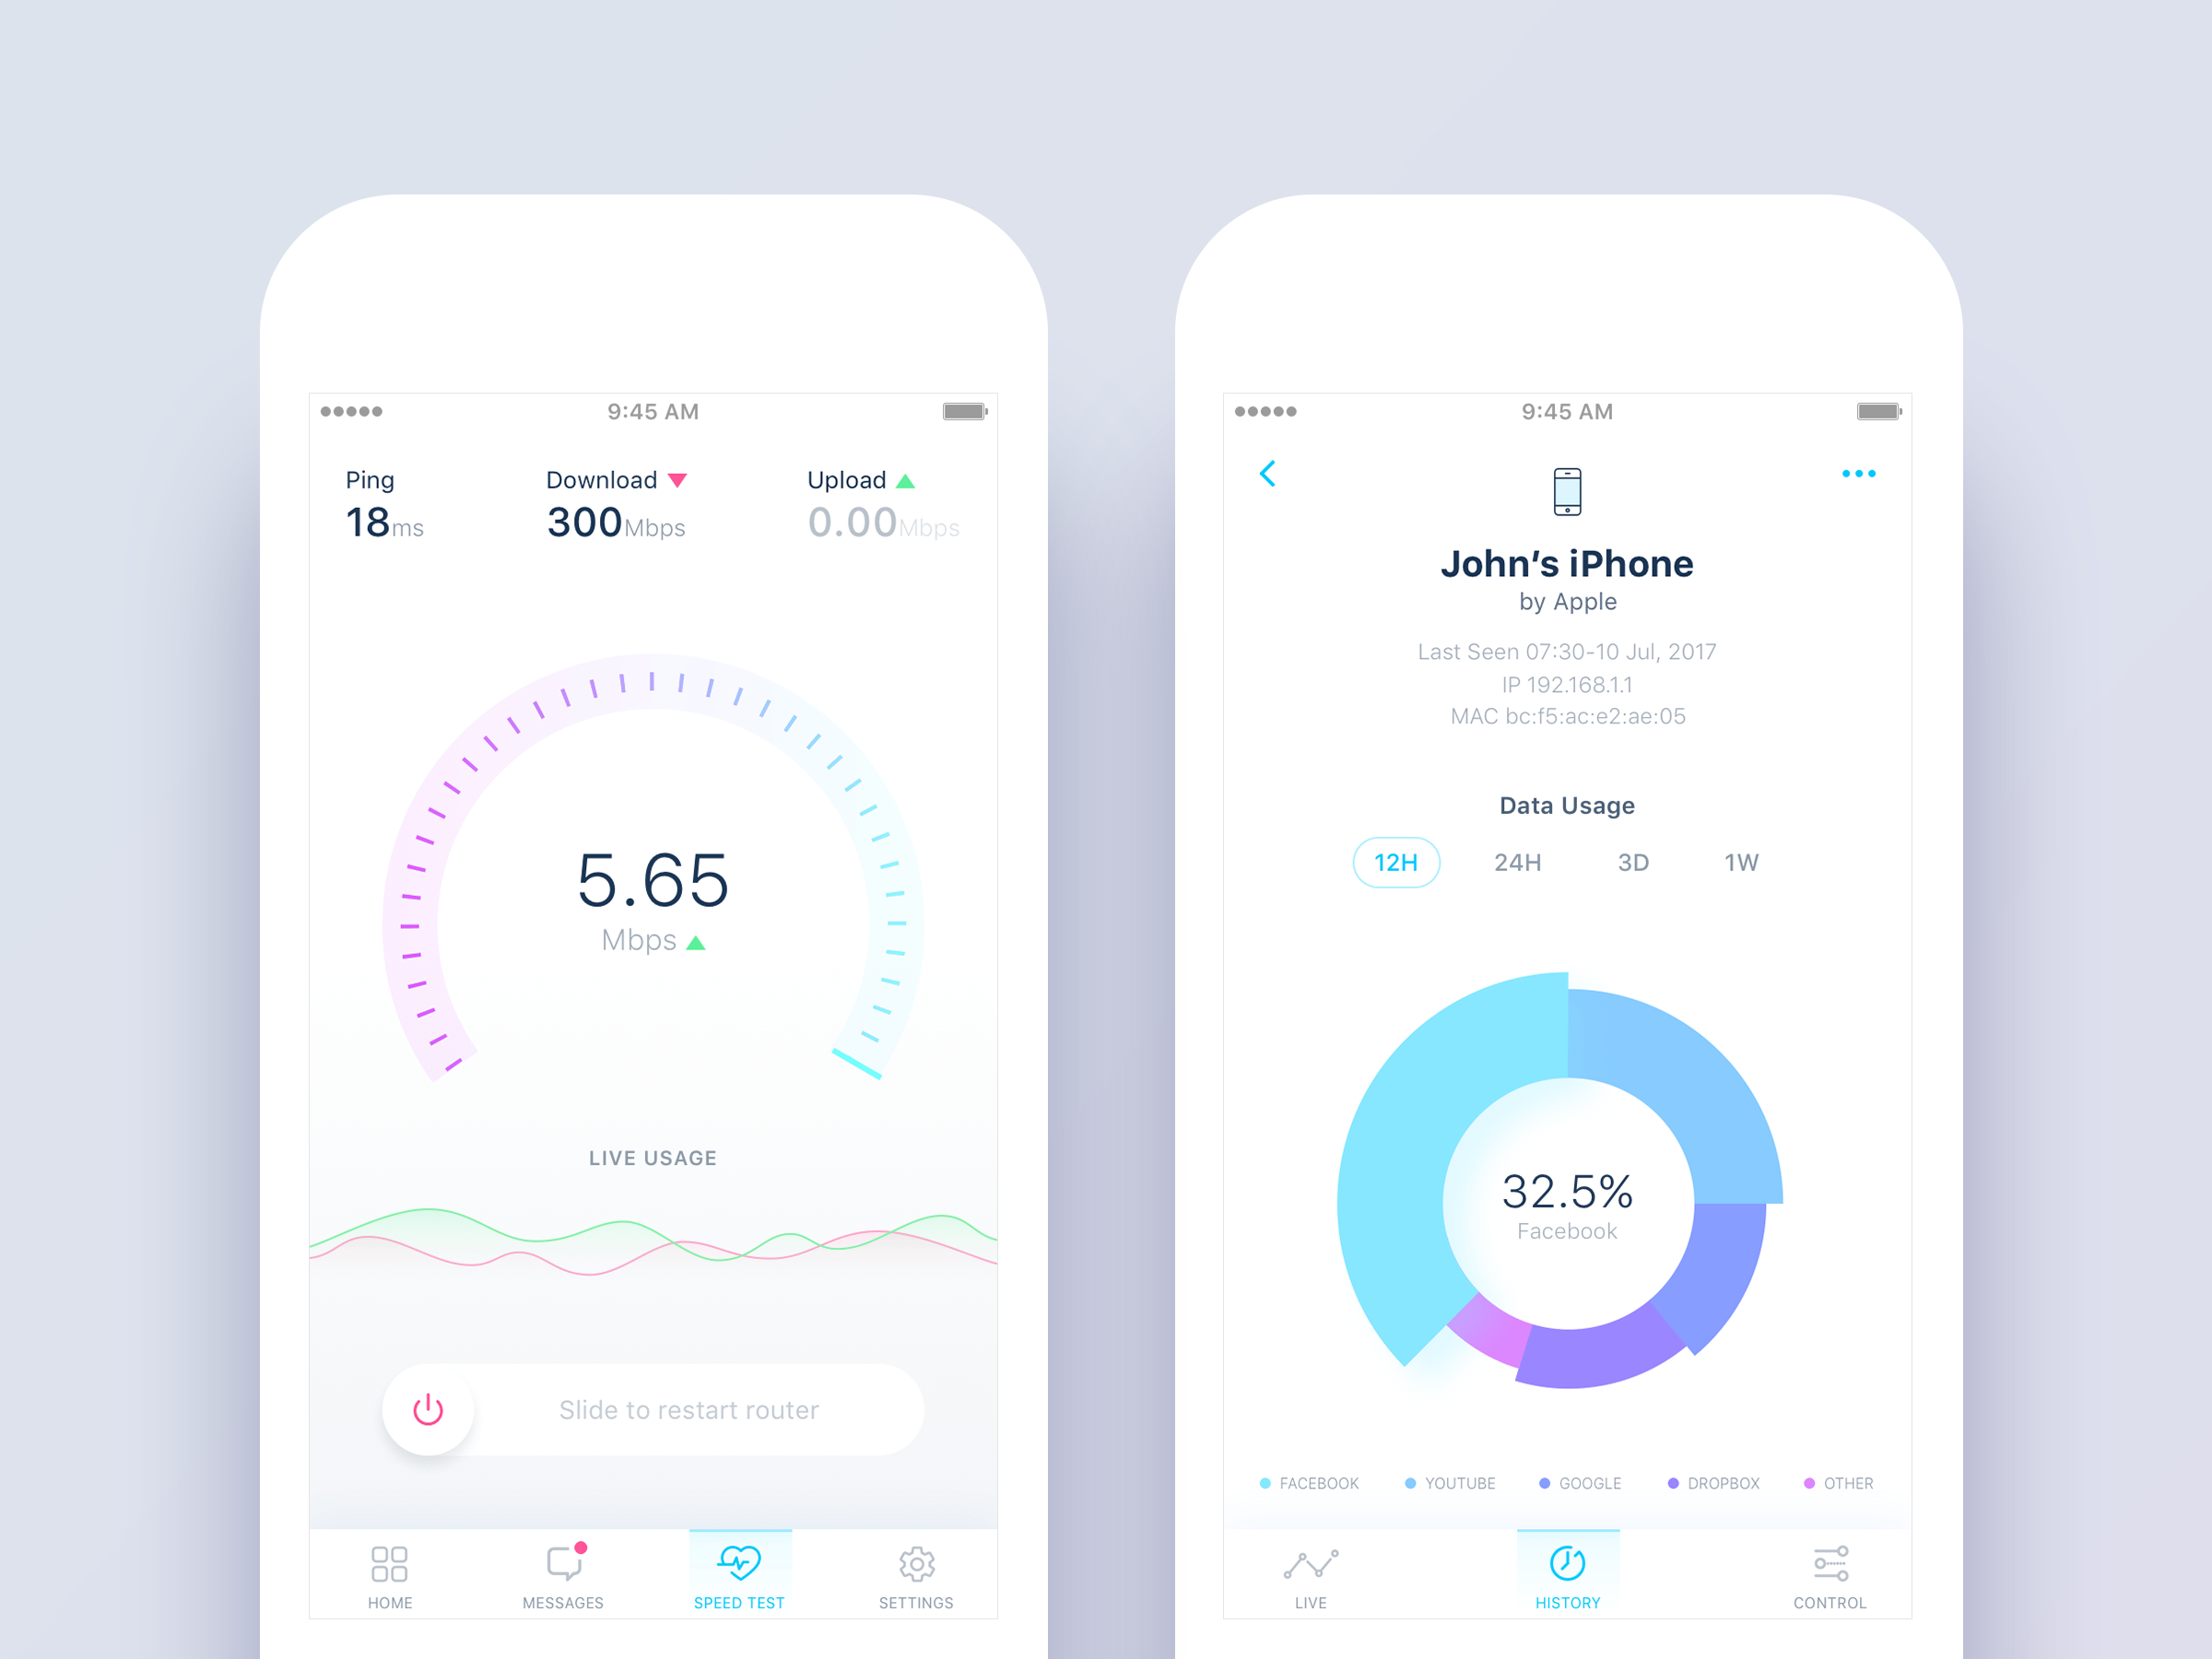 9:45 AM
Ping
Download
Upload
18ms
300Mbps
0.00Mbps
5.65
Mbps
LIVE USAGE
Slide to restart router
HOME
MESSAGES
SPEED TEST
SETTINGS
9:45 AM
John’s iPhone
by Apple
Last Seen 07:30-10 Jul, 2017
IP 192.168.1.1
MAC bc:f5:ac:e2:ae:05
Data Usage
12H
24H
3D
1W
32.5%
Facebook
FACEBOOK
YOUTUBE
GOOGLE
DROPBOX
OTHER
LIVE
HISTORY
CONTROL